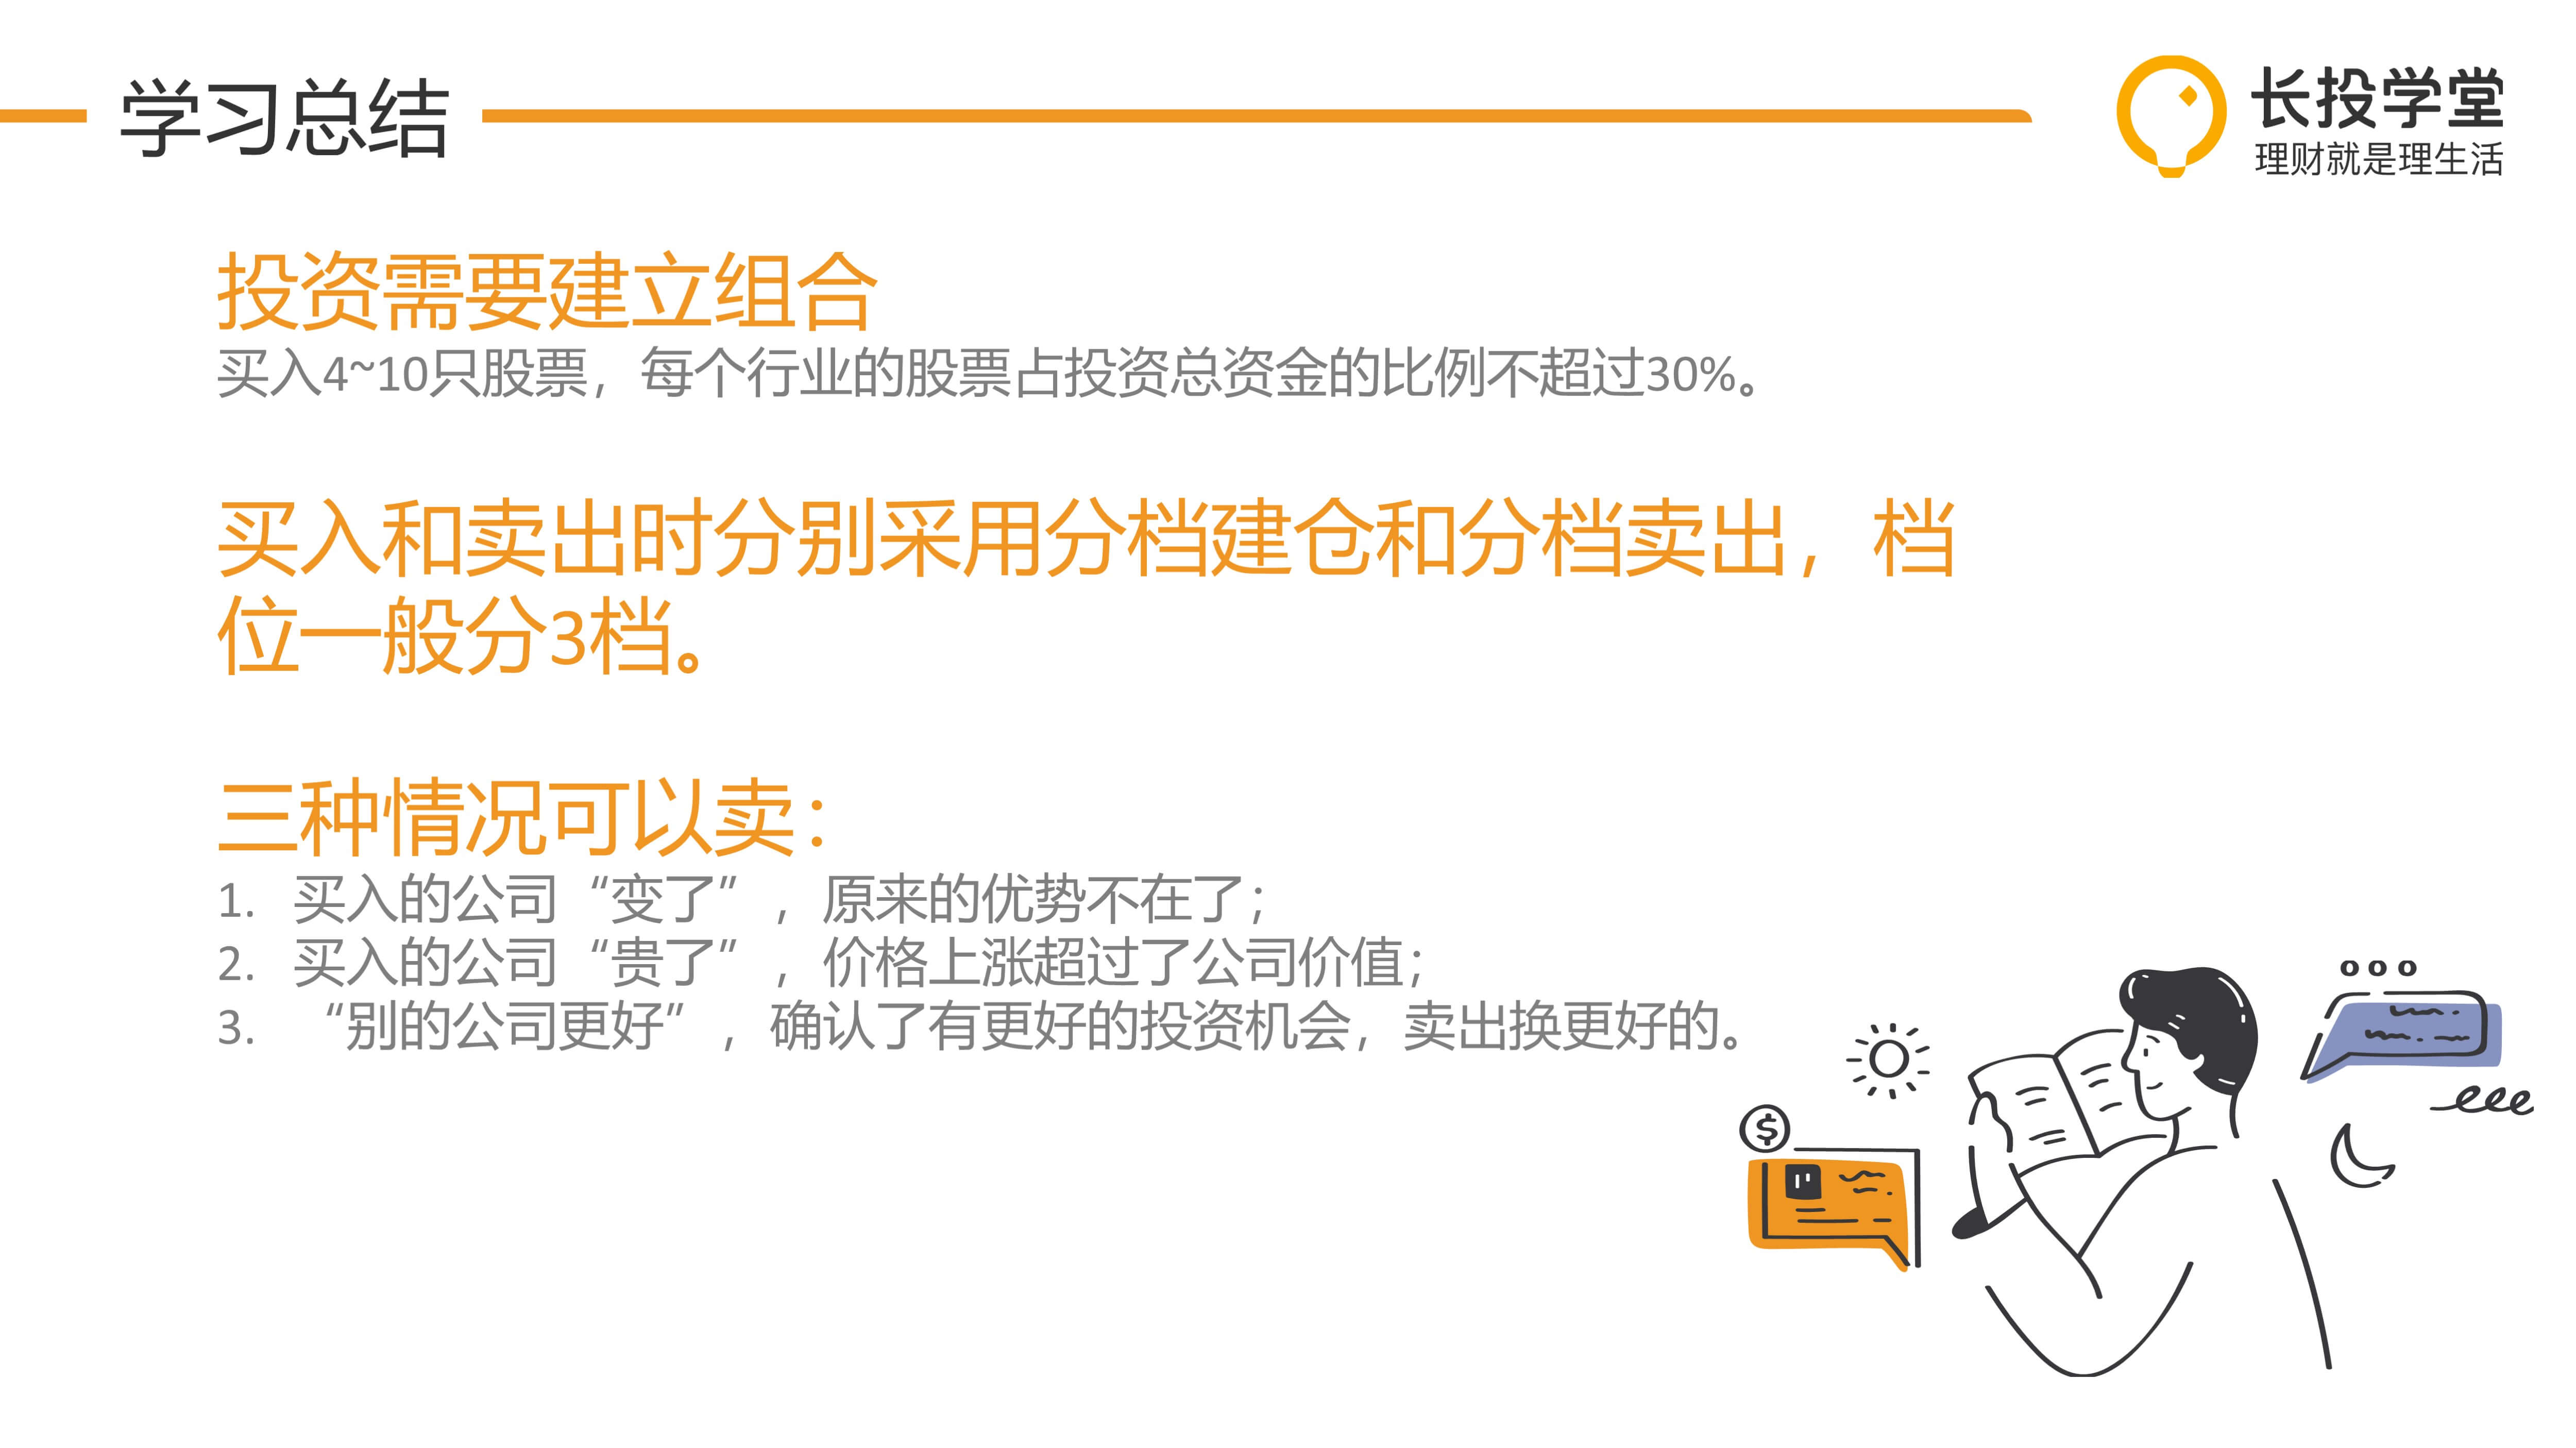 学习总结
长投学堂
理财就是理生活
投资需要建立组合
买入4~10只股票，每个行业的股票占投资总资金的比例不超过30%。
买入和卖出时分别采用分档建仓和分档卖出，档
位一般分3档。
三种情况可以卖：
1. 买入的公司“变了”，原来的优势不在了；
2. 买入的公司“贵了”，价格上涨超过了公司价值；
3. “别的公司更好”，确认了有更好的投资机会，卖出换更好的。